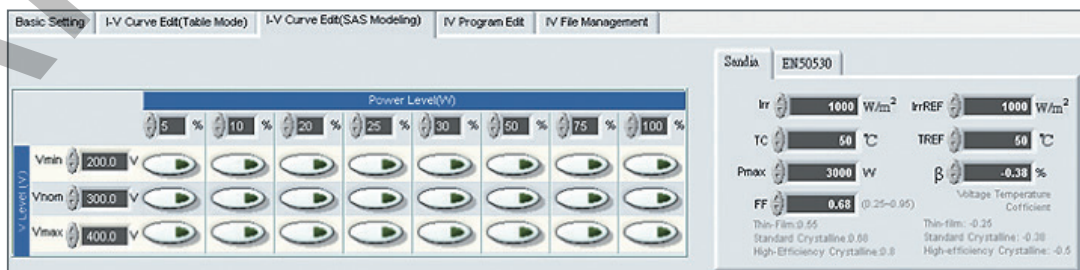 Basic Setting I-V Curve Edit(Table Mode) I-V Curve Edit(SAS Modeling) IV Program Edit IV File Management
Power Level(W)
5 % 10 % 20 % 25 % 30 % 50 % 75 % 100 %
V Level (V)
Vmin 200.0 V
Vnom 300.0 V
Vmax 400.0 V
Sandia EN50530
Irr 1000 W/m² IrrREF 1000 W/m²
TC 50 °C TREF 50 °C
Pmax 3000 W β -0.38 %
FF 0.68 (0.25~0.95)
Voltage Temperature
Cofficient
Thin-Film:0.55 Thin-film: -0.25
Standard Crystalline:0.68 Standard Crystalline: -0.38
High-Efficiency Crystalline:0.8 High-efficiency Crystalline: -0.5